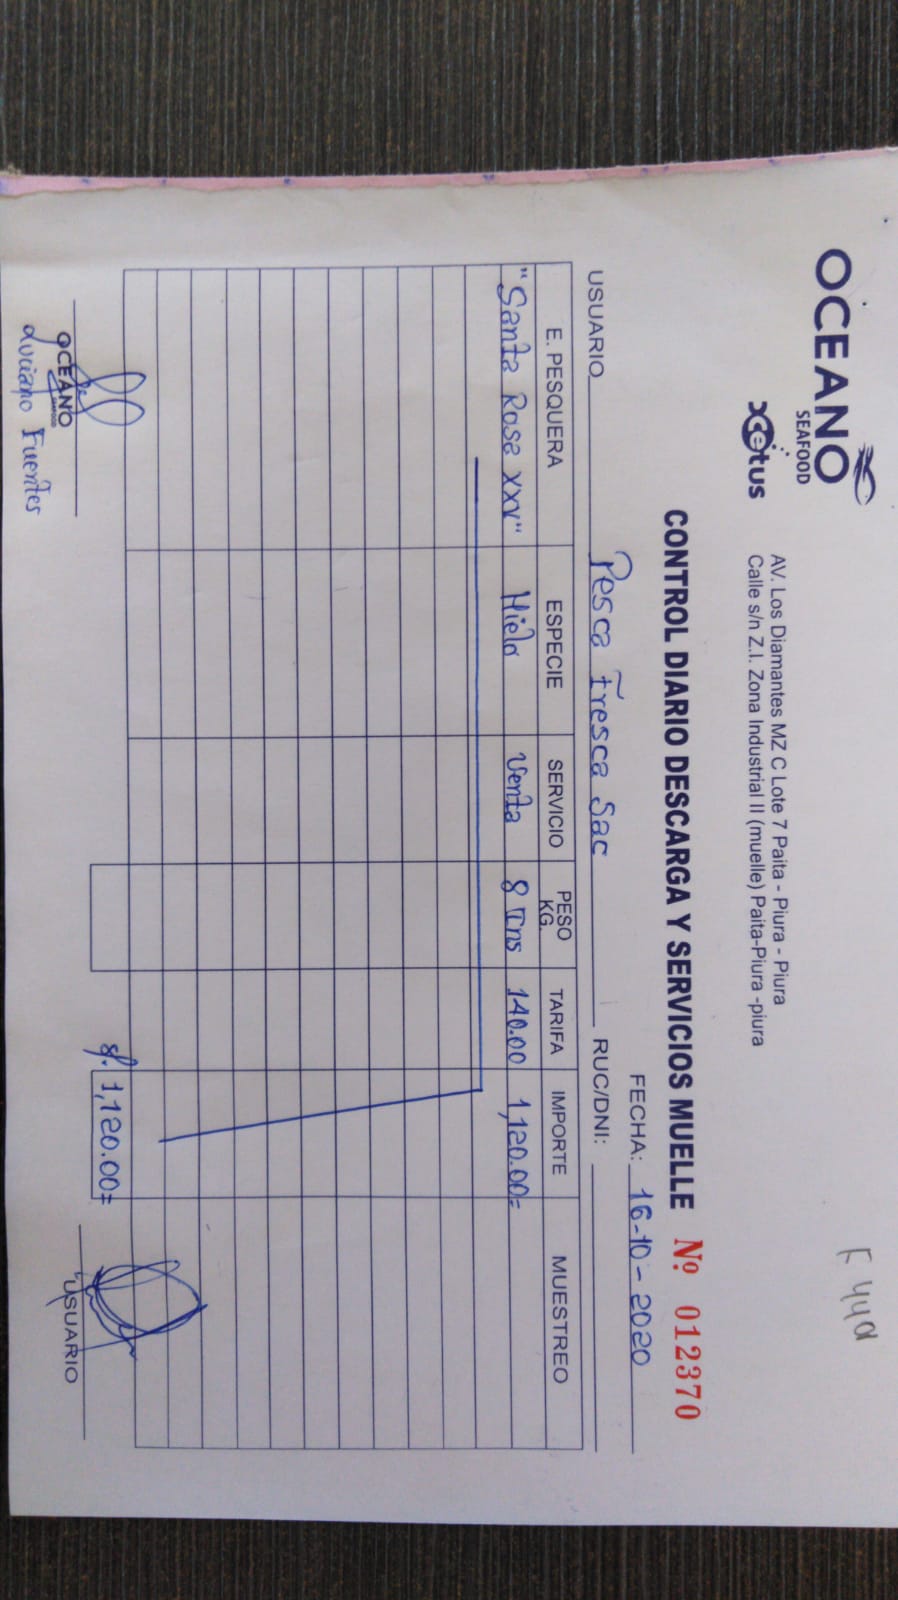 OCEANO
SEAFOOD
cetus
AV. Los Diamantes MZ C Lote 7 Paita - Piura - Piura
Calle s/n Z.I. Zona Industrial II (muelle) Paita-Piura -piura
CONTROL DIARIO DESCARGA Y SERVICIOS MUELLE Nº 012370
FECHA: 16-10-2020
USUARIO Pesca Fresca Sac RUC/DNI:
E. PESQUERA ESPECIE SERVICIO PESO KG. TARIFA IMPORTE MUESTREO
"Santa Rosa XXV" Hielo Venta 8 Tns 140.00 1,120.00=
s/. 1,120.00=
OCEANO
SEAFOOD
Luciano Fuentes
USUARIO